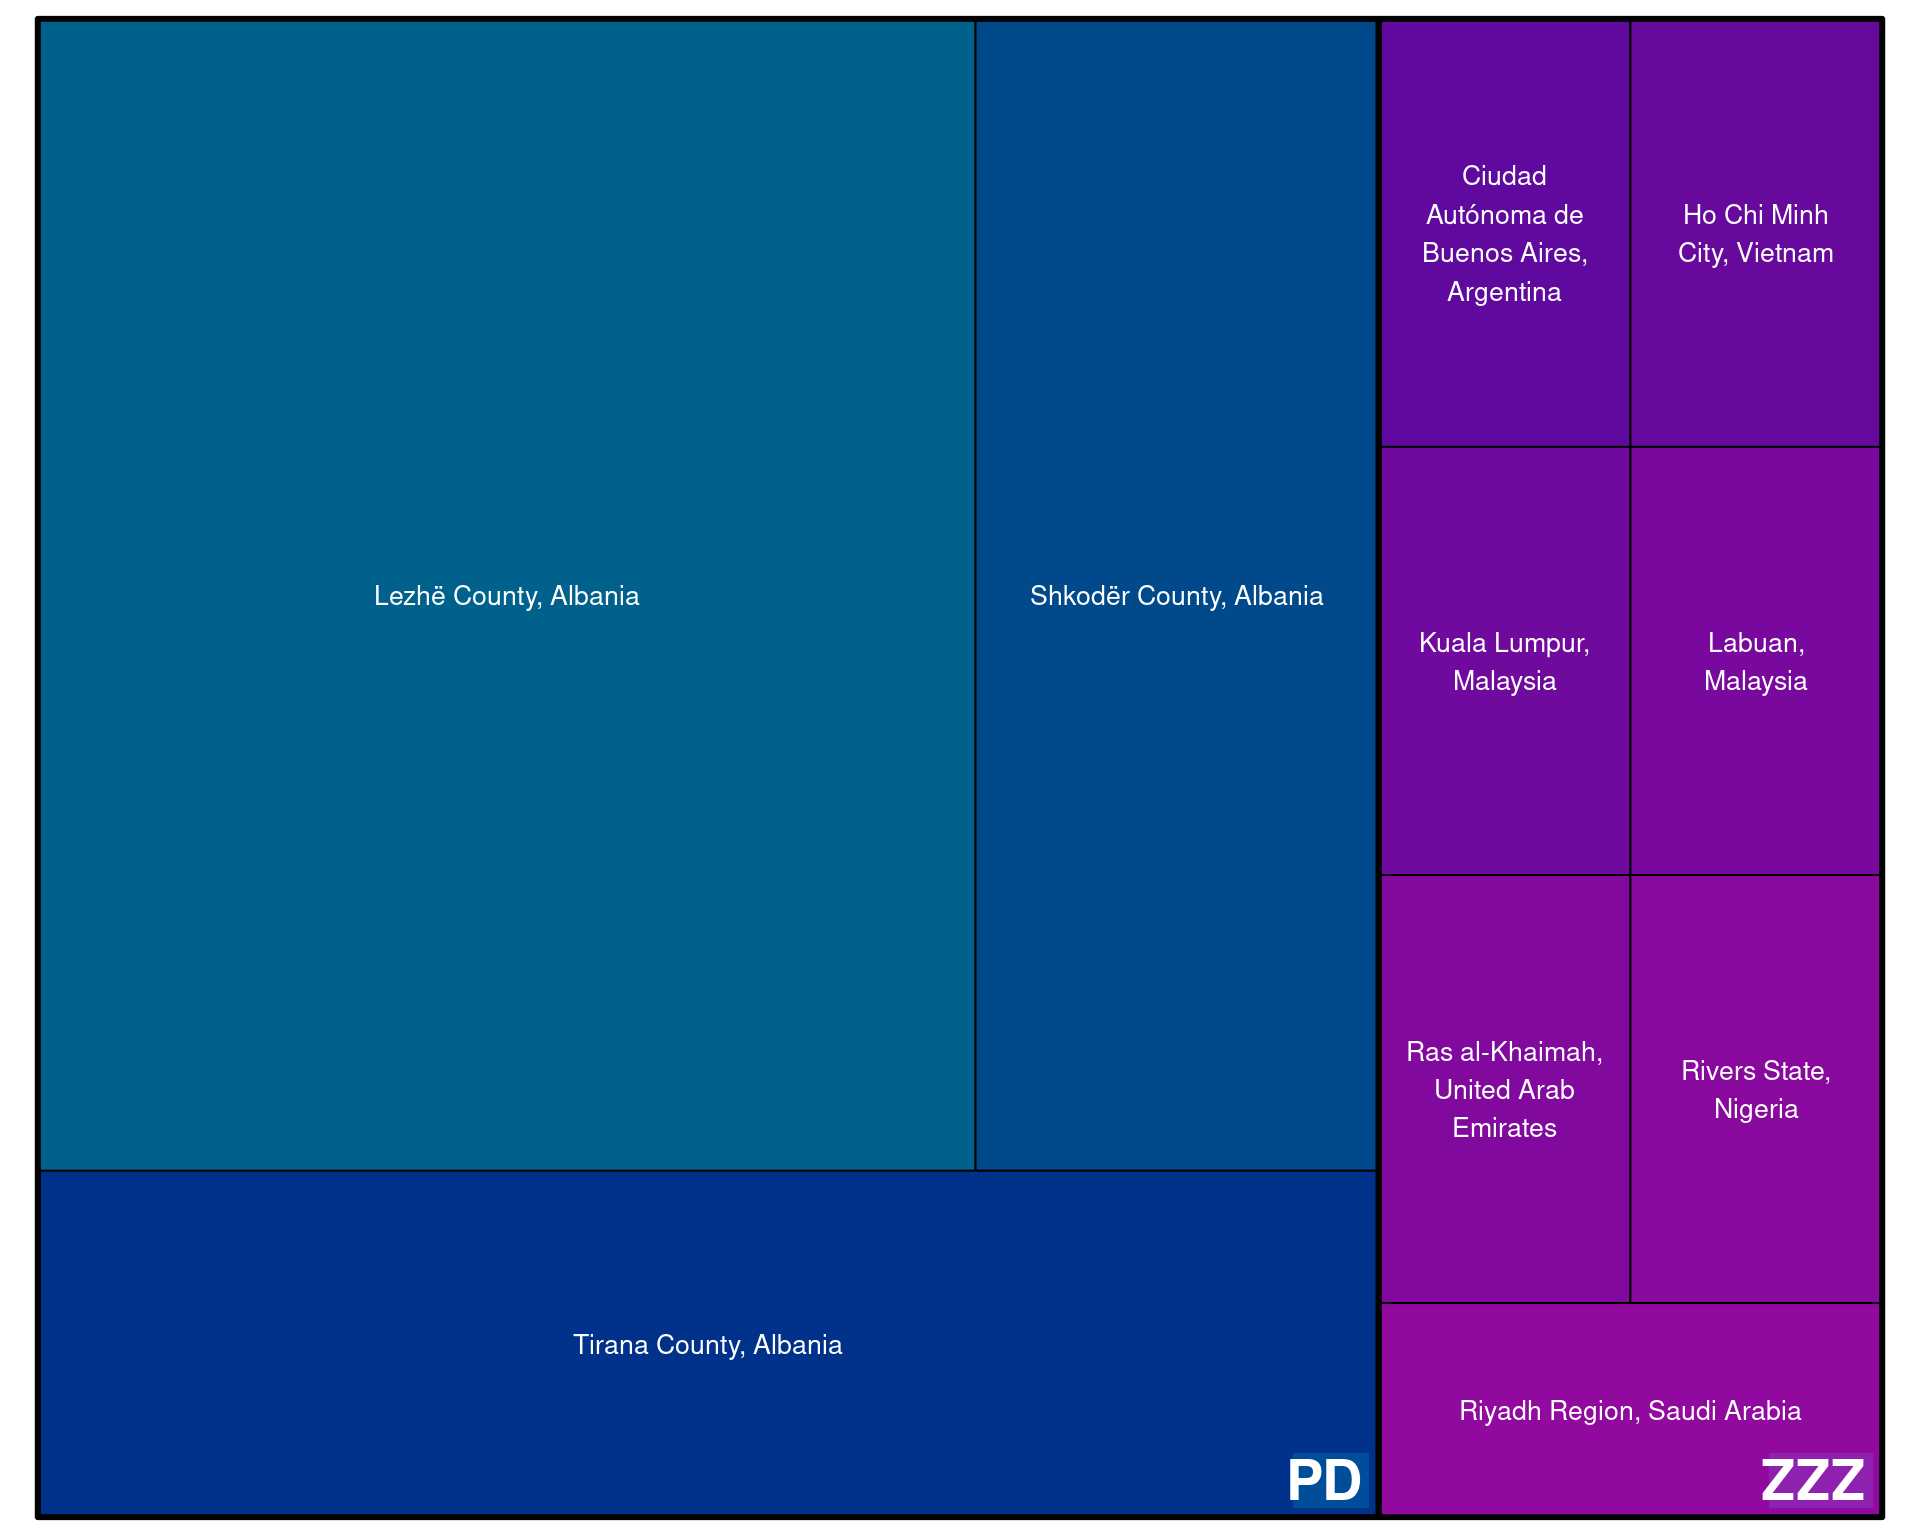 Lezhë County, Albania
Shkodër County, Albania
Tirana County, Albania
PD
Ciudad
Autónoma de
Buenos Aires,
Argentina
Ho Chi Minh
City, Vietnam
Kuala Lumpur,
Malaysia
Labuan,
Malaysia
Ras al-Khaimah,
United Arab
Emirates
Rivers State,
Nigeria
Riyadh Region, Saudi Arabia
ZZZ